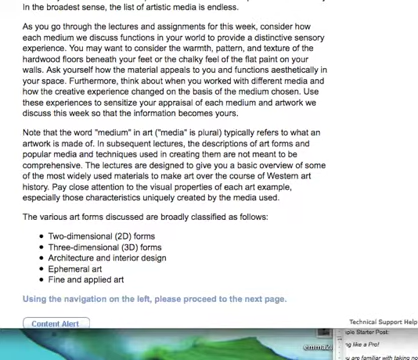 In the broadest sense, the list of artistic media is endless.
As you go through the lectures and assignments for this week, consider how
each medium we discuss functions in your world to provide a distinctive sensory
experience. You may want to consider the warmth, pattern, and texture of the
hardwood floors beneath your feet or the chalky feel of the flat paint on your
walls. Ask yourself how the material appeals to you and functions aesthetically in
your space. Furthermore, think about when you worked with different media and
how the creative experience changed on the basis of the medium chosen. Use
these experiences to sensitize your appraisal of each medium and artwork we
discuss this week so that the information becomes yours.
Note that the word "medium" in art ("media" is plural) typically refers to what an
artwork is made of. In subsequent lectures, the descriptions of art forms and
popular media and techniques used in creating them are not meant to be
comprehensive. The lectures are designed to give you a basic overview of some
of the most widely used materials to make art over the course of Western art
history. Pay close attention to the visual properties of each art example,
especially those characteristics uniquely created by the media used.
The various art forms discussed are broadly classified as follows:
• Two-dimensional (2D) forms
• Three-dimensional (3D) forms
• Architecture and interior design
• Ephemeral art
• Fine and applied art
Using the navigation on the left, please proceed to the next page.
Content Alert
Technical Support Help
Starter Post:
ng like a Pro!
are familiar with taking